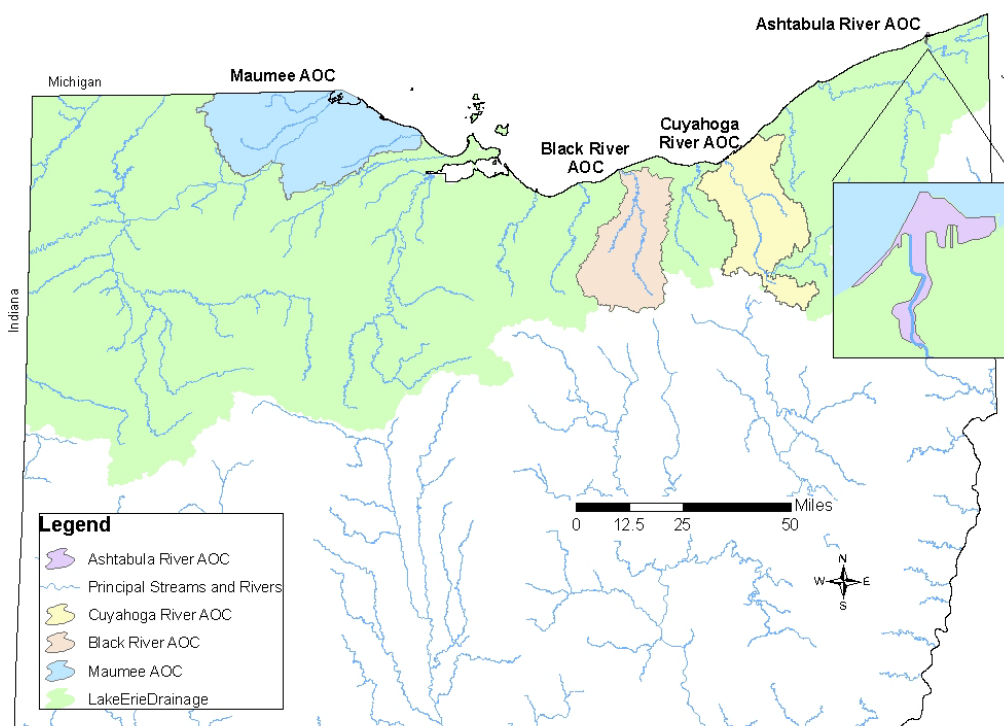 Ashtabula River AOC
Michigan
Maumee AOC
Cuyahoga
River AOC
Black River
AOC
Indiana
Miles
0
12.5
25
50
N
W
E
S
Legend
Ashtabula River AOC
Principal Streams and Rivers
Cuyahoga River AOC
Black River AOC
Maumee AOC
LakeErieDrainage